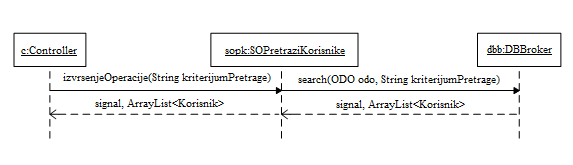 c:Controller sopk:SOPretraziKorisnike dbb:DBBroker
izvrsenjeOperacije(String kriterijumPretrage) search(ODO odo, String kriterijumPretrage)
signal, ArrayList<Korisnik> signal, ArrayList<Korisnik>